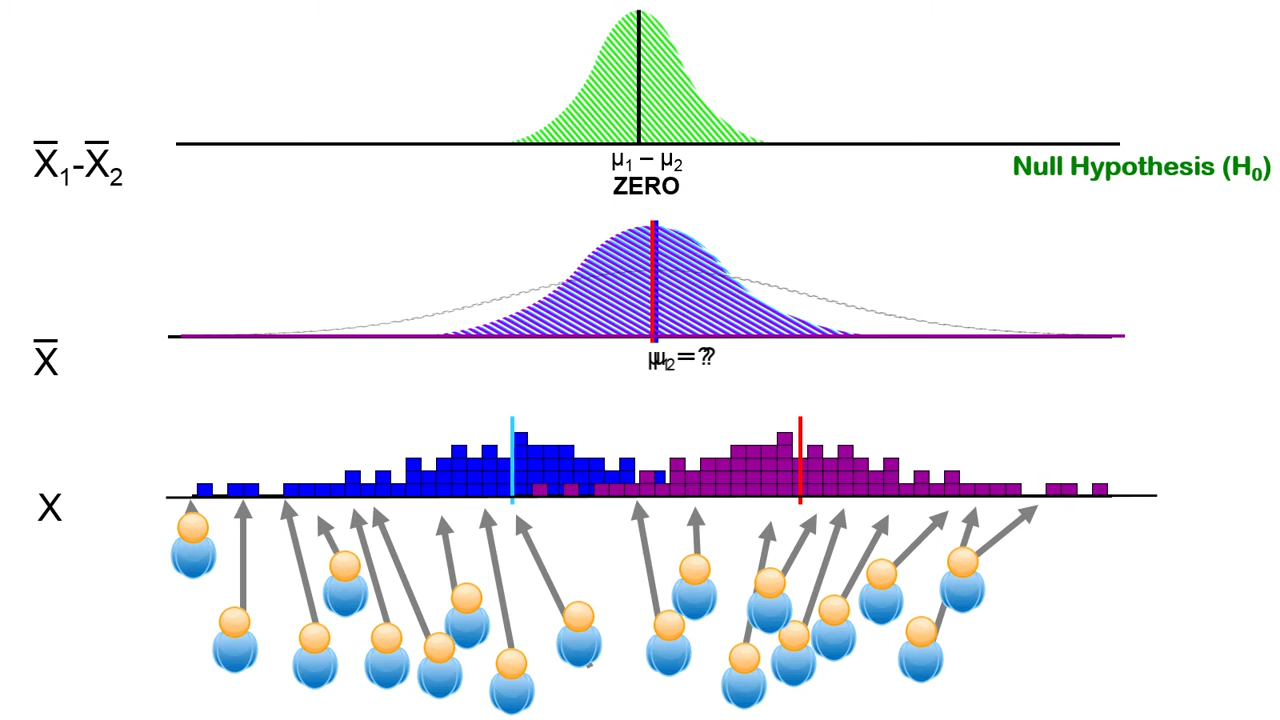 X̅₁-X̅₂
μ₁ – μ₂
ZERO
Null Hypothesis (H₀)
X̅
X